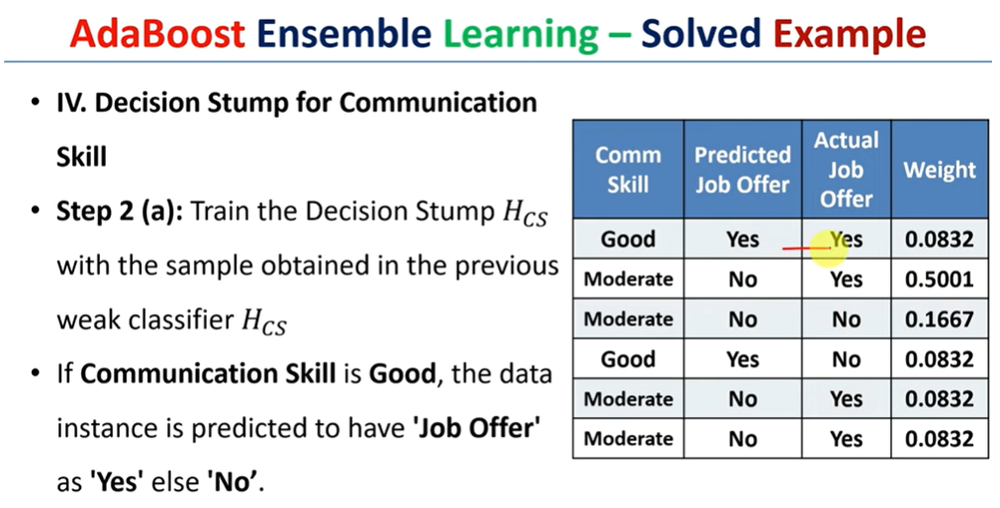 AdaBoost Ensemble Learning – Solved Example
• IV. Decision Stump for Communication
Skill
• Step 2 (a): Train the Decision Stump H_CS
with the sample obtained in the previous
weak classifier H_CS
• If Communication Skill is Good, the data
instance is predicted to have 'Job Offer'
as 'Yes' else 'No’.
Comm Skill | Predicted Job Offer | Actual Job Offer | Weight
Good | Yes | Yes | 0.0832
Moderate | No | Yes | 0.5001
Moderate | No | No | 0.1667
Good | Yes | No | 0.0832
Moderate | No | Yes | 0.0832
Moderate | No | Yes | 0.0832